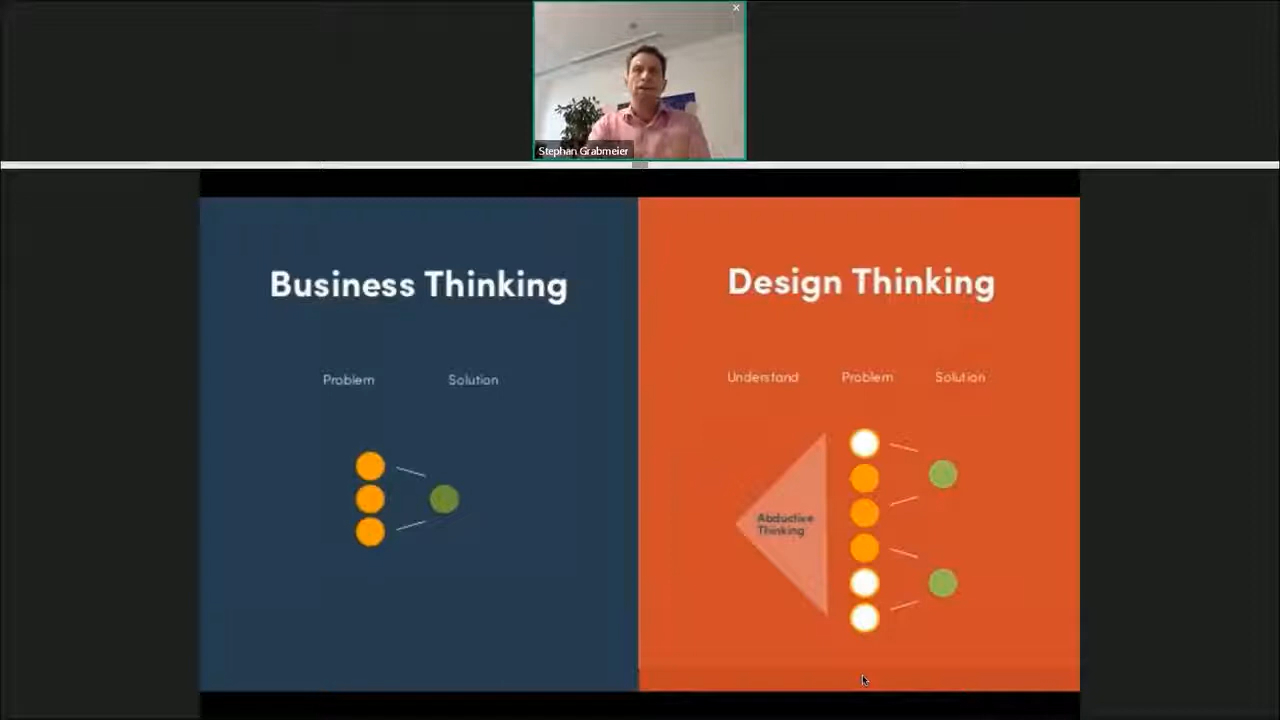 Stephan Grabmeier
Business Thinking
Problem Solution
Design Thinking
Understand Problem Solution
Abductive
Thinking